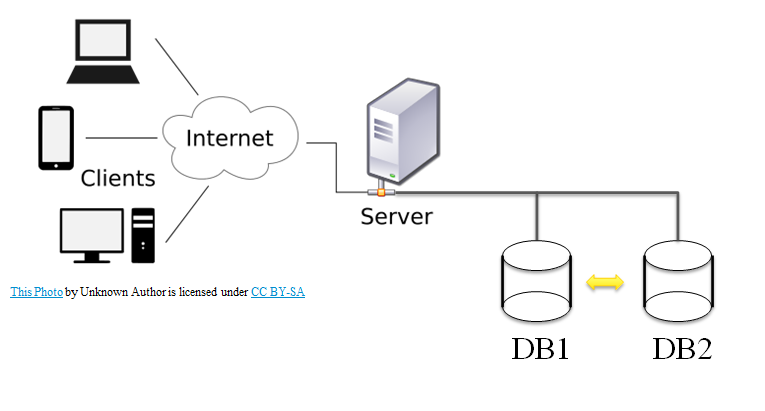 Internet
Clients
Server
This Photo by Unknown Author is licensed under CC BY-SA
DB1
DB2